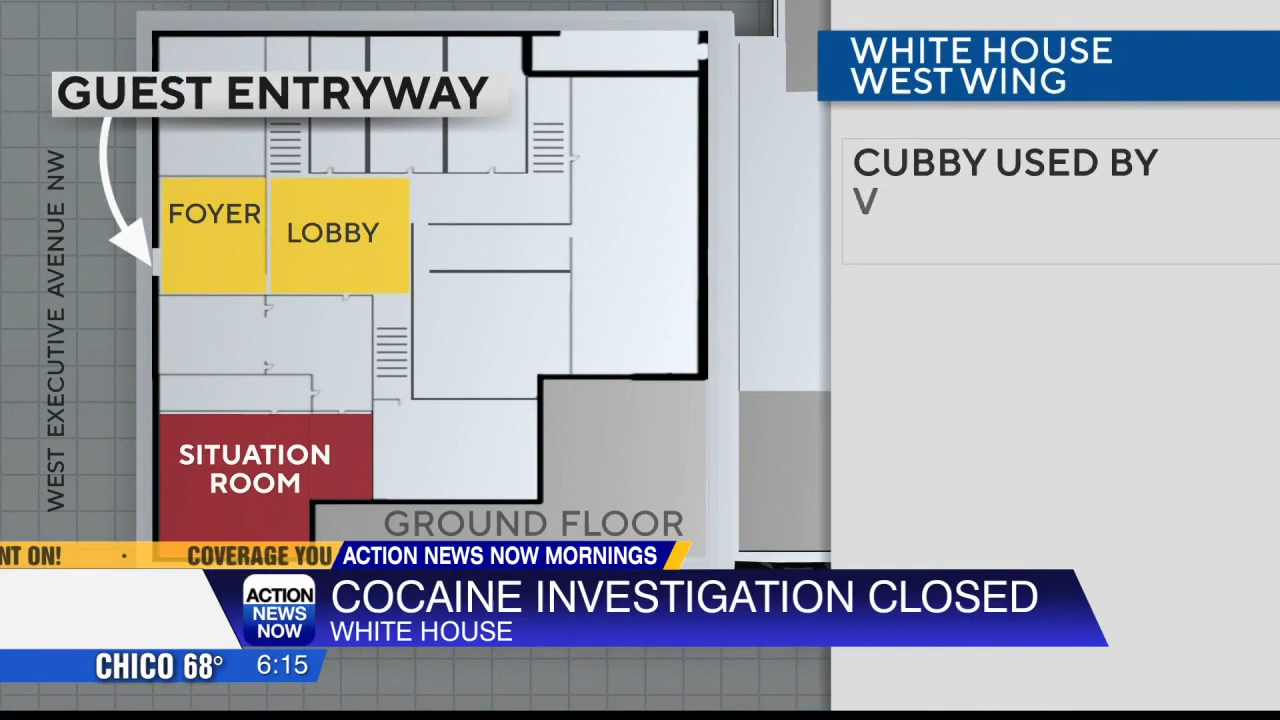 GUEST ENTRYWAY
WEST EXECUTIVE AVENUE NW
FOYER
LOBBY
SITUATION
ROOM
GROUND FLOOR
WHITE HOUSE
WEST WING
CUBBY USED BY
V
NT ON!
·
COVERAGE YOU
ACTION NEWS NOW MORNINGS
ACTION
NEWS
NOW
COCAINE INVESTIGATION CLOSED
WHITE HOUSE
CHICO 68°
6:15